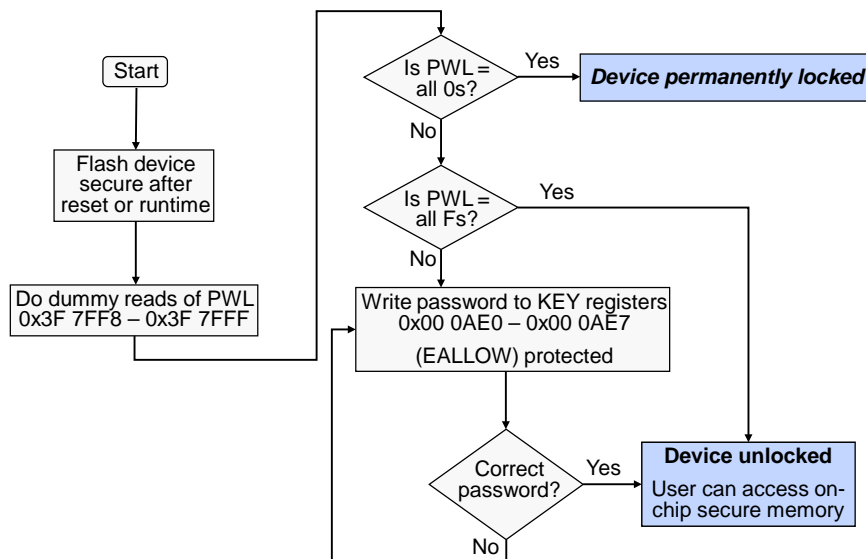 Start
Flash device
secure after
reset or runtime
Do dummy reads of PWL
0x3F 7FF8 – 0x3F 7FFF
Is PWL =
all 0s?
Yes
Device permanently locked
No
Is PWL =
all Fs?
Yes
No
Write password to KEY registers
0x00 0AE0 – 0x00 0AE7
(EALLOW) protected
Correct
password?
Yes
Device unlocked
User can access on-
chip secure memory
No